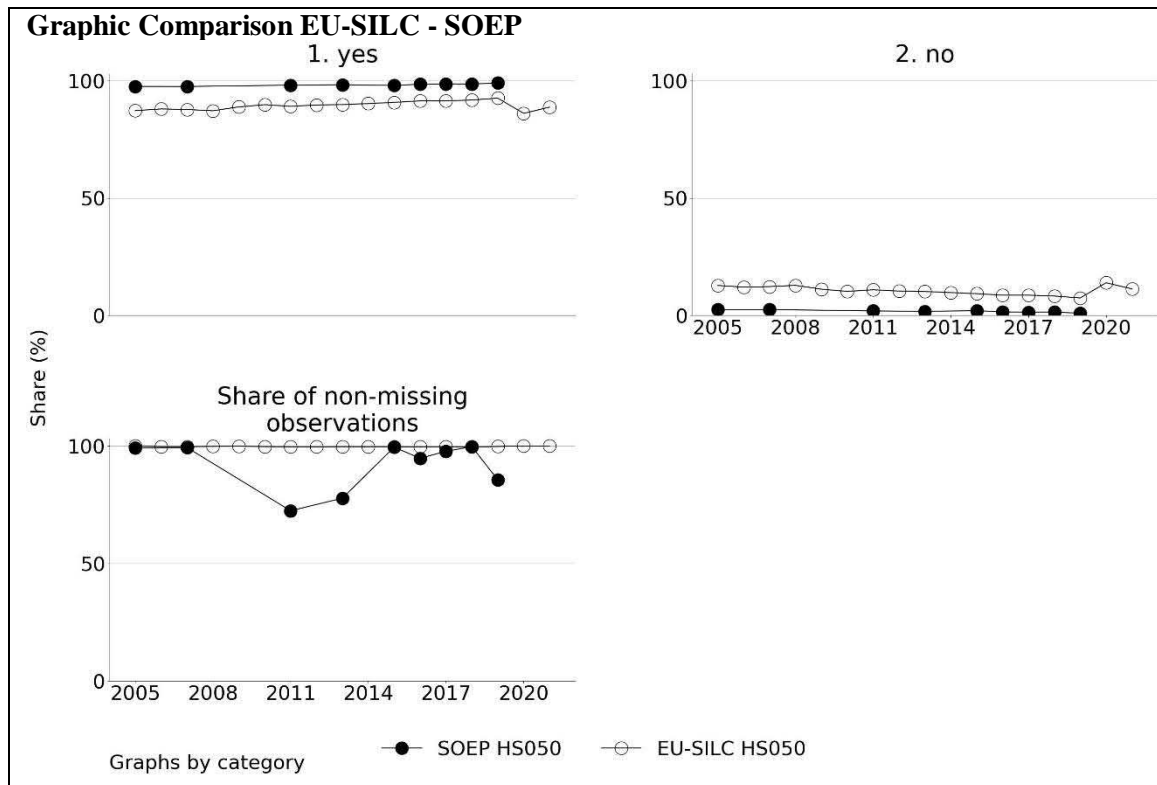 Graphic Comparison EU-SILC - SOEP
1. yes
100
50
0
2. no
100
50
0
2005 2008 2011 2014 2017 2020
Share (%)
Share of non-missing
observations
100
50
0
2005 2008 2011 2014 2017 2020
SOEP HS050 EU-SILC HS050
Graphs by category